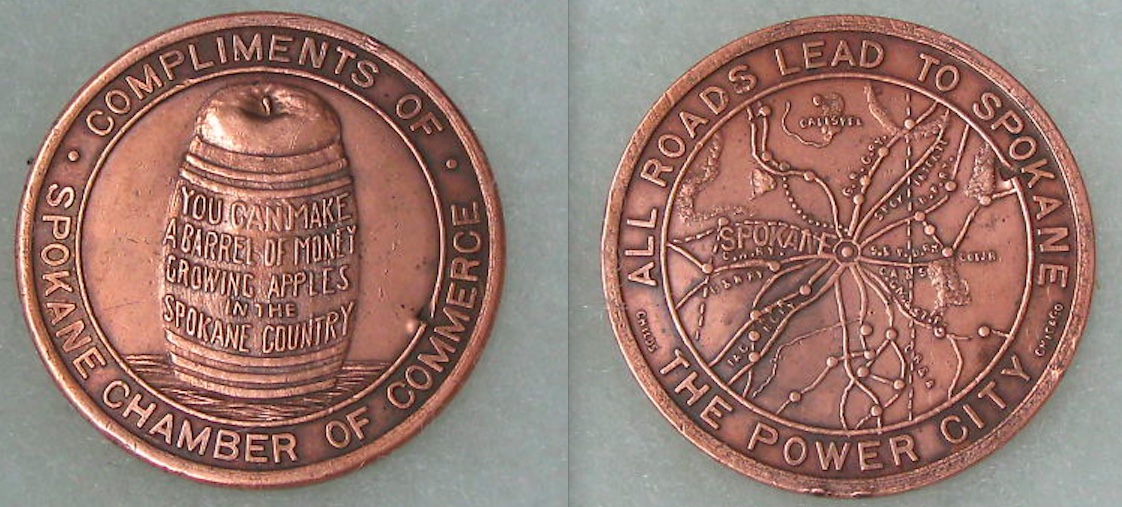 COMPLIMENTS OF
SPOKANE CHAMBER OF COMMERCE
YOU CAN MAKE
A BARREL OF MONEY
GROWING APPLES
IN THE
SPOKANE COUNTRY
ALL ROADS LEAD TO SPOKANE
THE POWER CITY
SPOKANE
CHICAGO